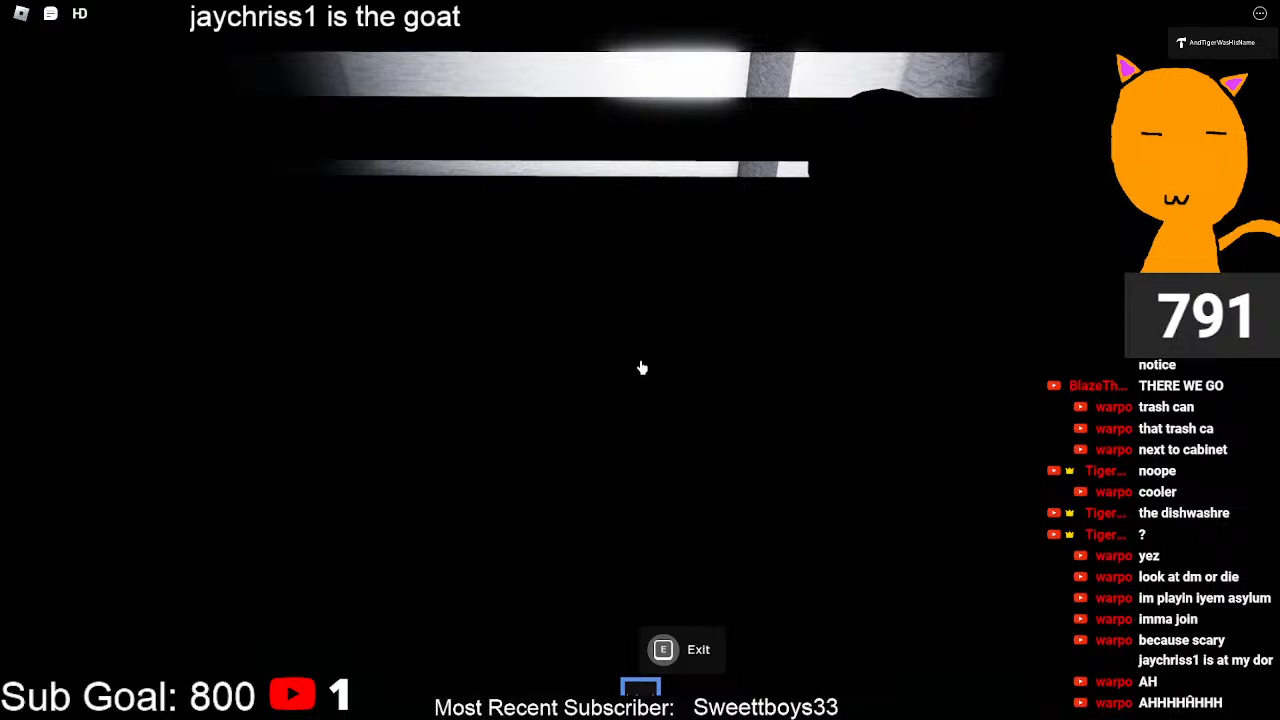 HD
jaychriss1 is the goat
AndTigerWasHisName
791
notice
BlazeTh... THERE WE GO
warpo trash can
warpo that trash ca
warpo next to cabinet
Tiger... noope
warpo cooler
Tiger... the dishwashre
Tiger... ?
warpo yez
warpo look at dm or die
warpo im playin iyem asylum
warpo imma join
warpo because scary
jaychriss1 is at my dor
warpo AH
warpo AHHHHÂHHH
E Exit
Sub Goal: 800 1
Most Recent Subscriber: Sweettboys33